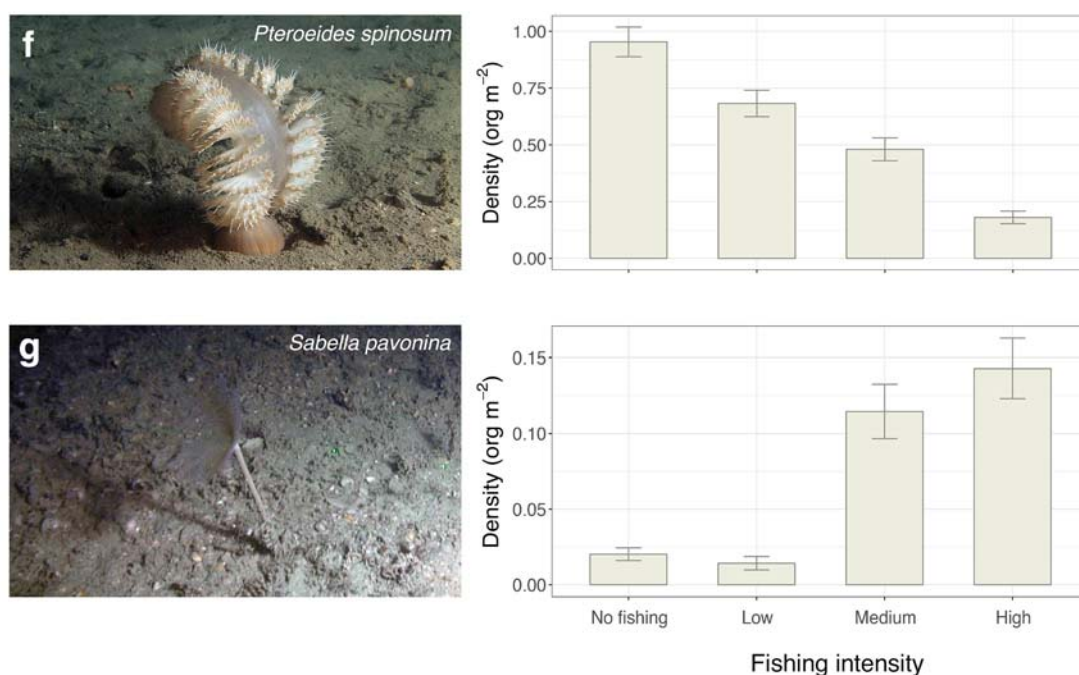 f
Pteroeides spinosum
Density (org m⁻²)
1.00
0.75
0.50
0.25
0.00
g
Sabella pavonina
Density (org m⁻²)
0.15
0.10
0.05
0.00
No fishing
Low
Medium
High
Fishing intensity